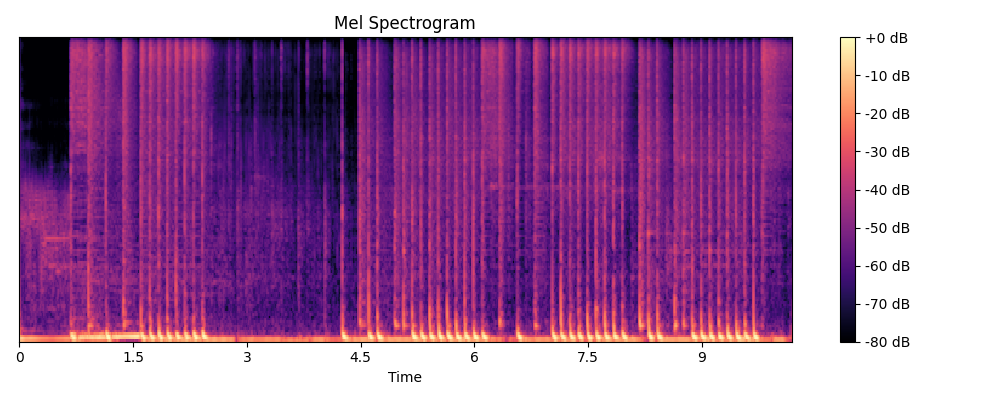 Mel Spectrogram
+0 dB
-10 dB
-20 dB
-30 dB
-40 dB
-50 dB
-60 dB
-70 dB
-80 dB
0 1.5 3 4.5 6 7.5 9
Time